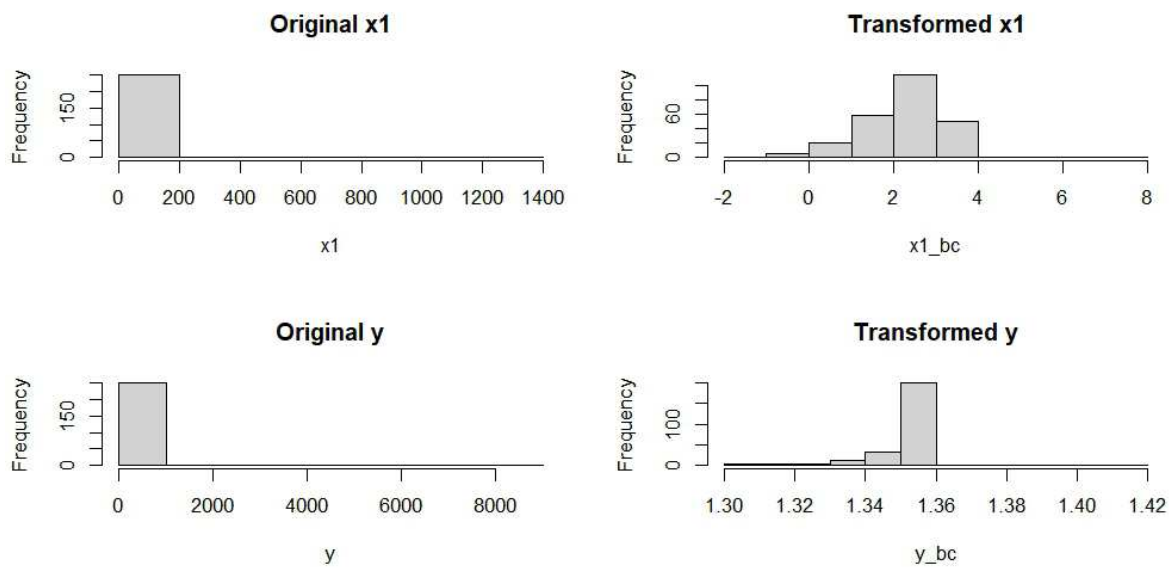 Original x1
Frequency
150
0
0 200 400 600 800 1000 1200 1400
x1
Transformed x1
Frequency
60
0
-2 0 2 4 6 8
x1_bc
Original y
Frequency
150
0
0 2000 4000 6000 8000
y
Transformed y
Frequency
100
0
1.30 1.32 1.34 1.36 1.38 1.40 1.42
y_bc